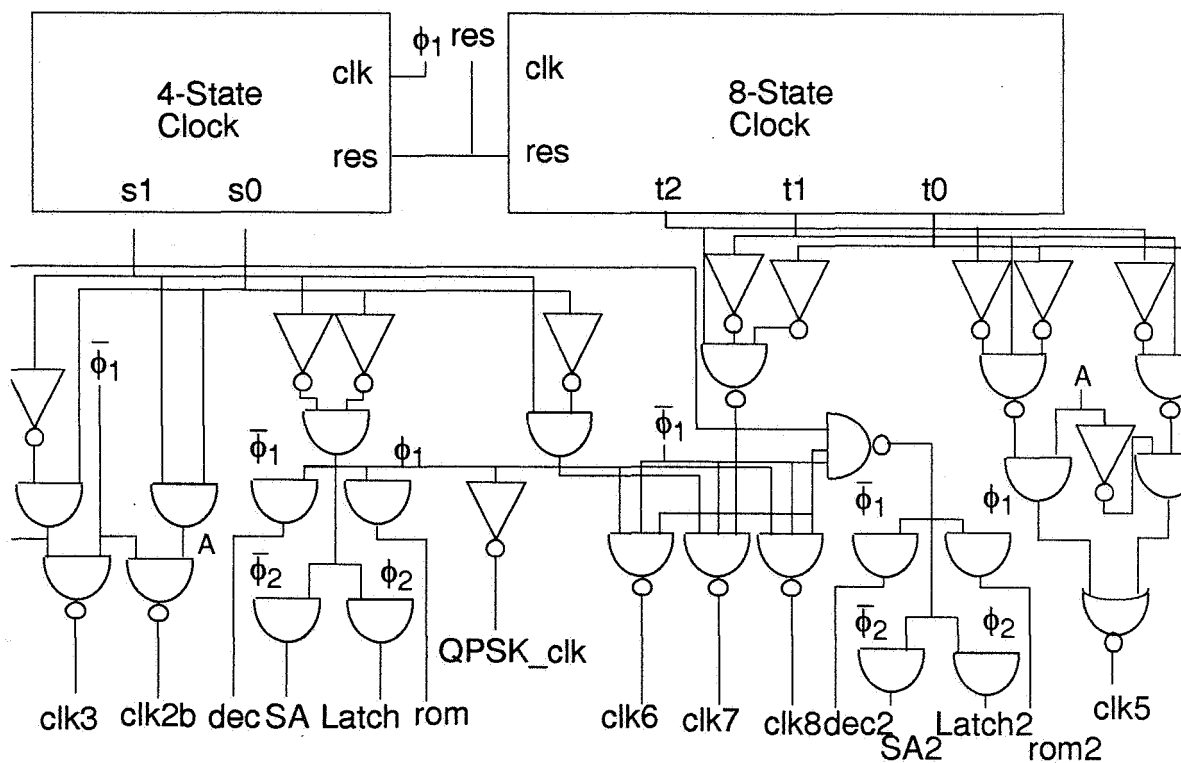 ϕ1 res
clk
clk
4-State
Clock
8-State
Clock
res
res
s1 s0
t2 t1 t0
ϕ̅1
A
ϕ̅1 ϕ1
ϕ̅1
ϕ̅1 ϕ1
A
ϕ̅2 ϕ2
ϕ̅2 ϕ2
QPSK_clk
clk3 clk2b dec SA Latch rom
clk6 clk7 clk8 dec2 Latch2 clk5
SA2 rom2